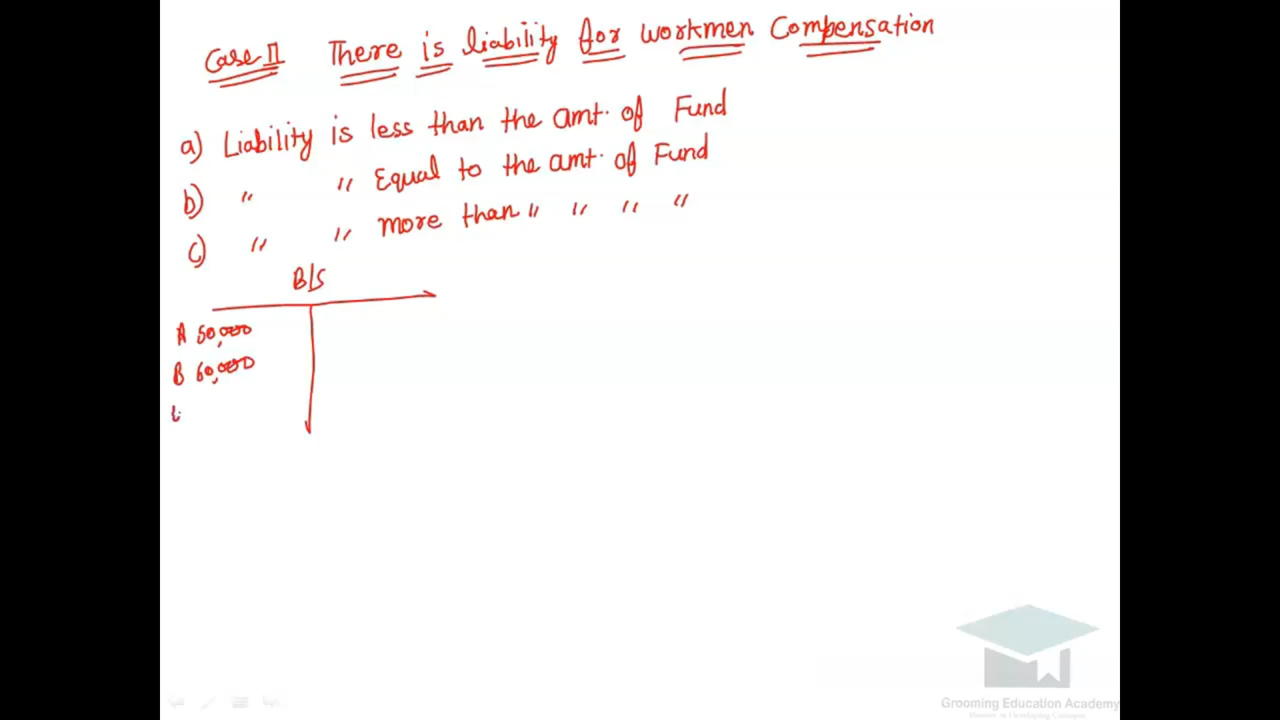 Case II There is liability for workmen Compensation
a) Liability is less than the amt. of Fund
b) " " Equal to the amt. of Fund
c) " " more than " " " "
B/S
A 50,000
B 60,000
Grooming Education Academy